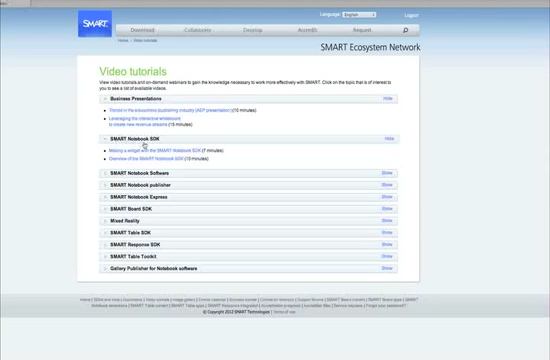 SMART
Language: English
Logout
Download Collaborate Develop Accredit Request
Home > Video tutorials
SMART Ecosystem Network
Video tutorials
View video tutorials and on-demand webinars to gain the knowledge necessary to work more effectively with SMART. Click on the topic that is of interest to
you to see a list of available videos.
Business Presentations Hide
Trends in the educational publishing industry (AEP presentation) (10 minutes)
Leveraging the interactive whiteboard
to create new revenue streams (15 minutes)
SMART Notebook SDK Hide
Making a widget with the SMART Notebook SDK (7 minutes)
Overview of the SMART Notebook SDK (10 minutes)
SMART Notebook Software Show
SMART Notebook publisher Show
SMART Notebook Express Show
SMART Board SDK Show
Mixed Reality Show
SMART Table SDK Show
SMART Response SDK Show
SMART Table Toolkit Show
Gallery Publisher for Notebook software Show
© Copyright 2012 SMART Technologies | Terms of use